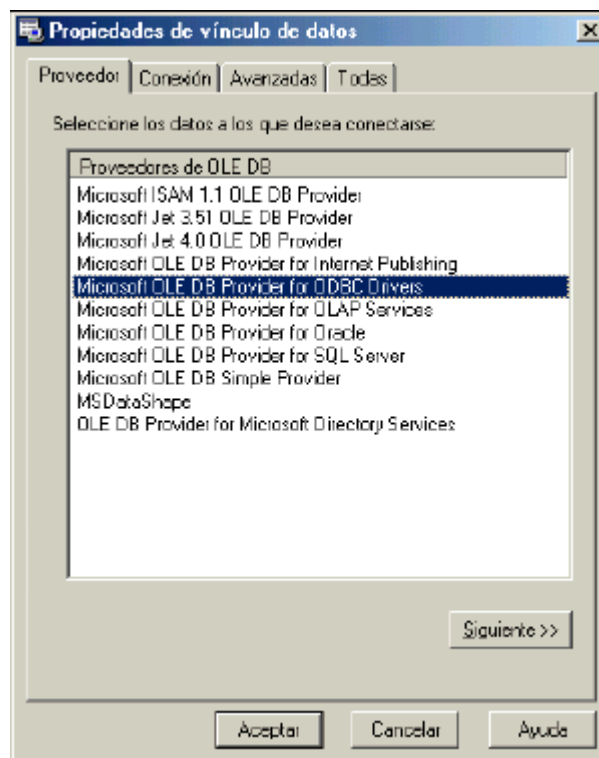 Propiedades de vínculo de datos
Proveedor Conexión Avanzadas Todas
Seleccione los datos a los que desea conectarse:
Proveedores de OLE DB
Microsoft ISAM 1.1 OLE DB Provider
Microsoft Jet 3.51 OLE DB Provider
Microsoft Jet 4.0 OLE DB Provider
Microsoft OLE DB Provider for Internet Publishing
Microsoft OLE DB Provider for ODBC Drivers
Microsoft OLE DB Provider for OLAP Services
Microsoft OLE DB Provider for Oracle
Microsoft OLE DB Provider for SQL Server
Microsoft OLE DB Simple Provider
MSDataShape
OLE DB Provider for Microsoft Directory Services
Siguiente >>
Aceptar Cancelar Ayuda